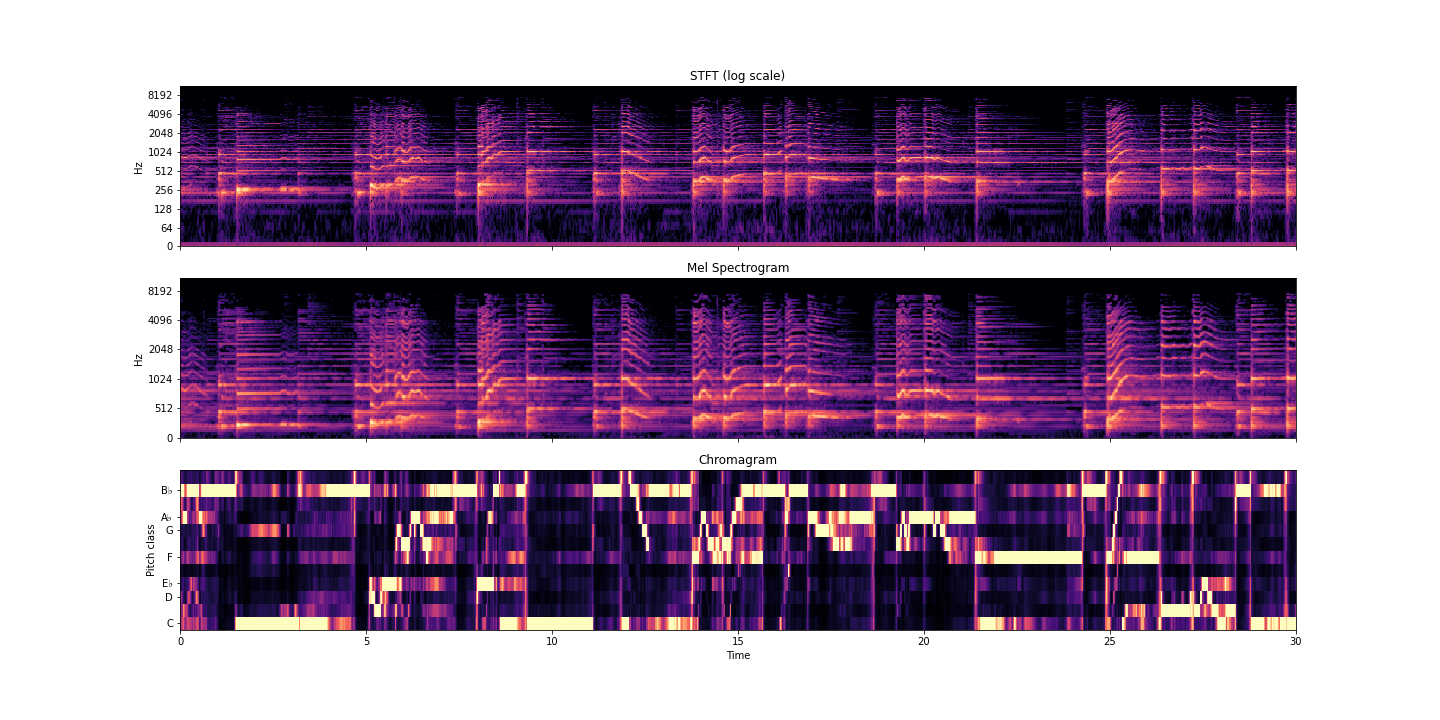 STFT (log scale)
8192
4096
2048
1024
512
256
128
64
0
Hz
Mel Spectrogram
8192
4096
2048
1024
512
0
Hz
Chromagram
B♭
A♭
G
F
E♭
D
C
Pitch class
0 5 10 15 20 25 30
Time